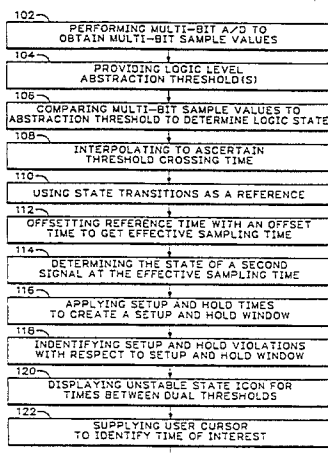 102
PERFORMING MULTI-BIT A/D TO
OBTAIN MULTI-BIT SAMPLE VALUES
104
PROVIDING LOGIC LEVEL
ABSTRACTION THRESHOLD(S)
106
COMPARING MULTI-BIT SAMPLE VALUES TO
ABSTRACTION THRESHOLD TO DETERMINE LOGIC STATE
108
INTERPOLATING TO ASCERTAIN
THRESHOLD CROSSING TIME
110
USING STATE TRANSITIONS AS A REFERENCE
112
OFFSETTING REFERENCE TIME WITH AN OFFSET
TIME TO GET EFFECTIVE SAMPLING TIME
114
DETERMINING THE STATE OF A SECOND
SIGNAL AT THE EFFECTIVE SAMPLING TIME
116
APPLYING SETUP AND HOLD TIMES
TO CREATE A SETUP AND HOLD WINDOW
118
INDENTIFYING SETUP AND HOLD VIOLATIONS
WITH RESPECT TO SETUP AND HOLD WINDOW
120
DISPLAYING UNSTABLE STATE ICON FOR
TIMES BETWEEN DUAL THRESHOLDS
122
SUPPLYING USER CURSOR
TO IDENTIFY TIME OF INTEREST